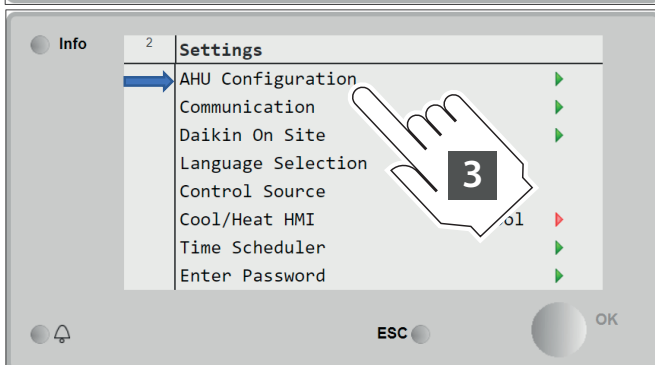 Info
2
Settings
AHU Configuration
Communication
Daikin On Site
Language Selection
Control Source
Cool/Heat HMI
Time Scheduler
Enter Password
3
ESC
OK